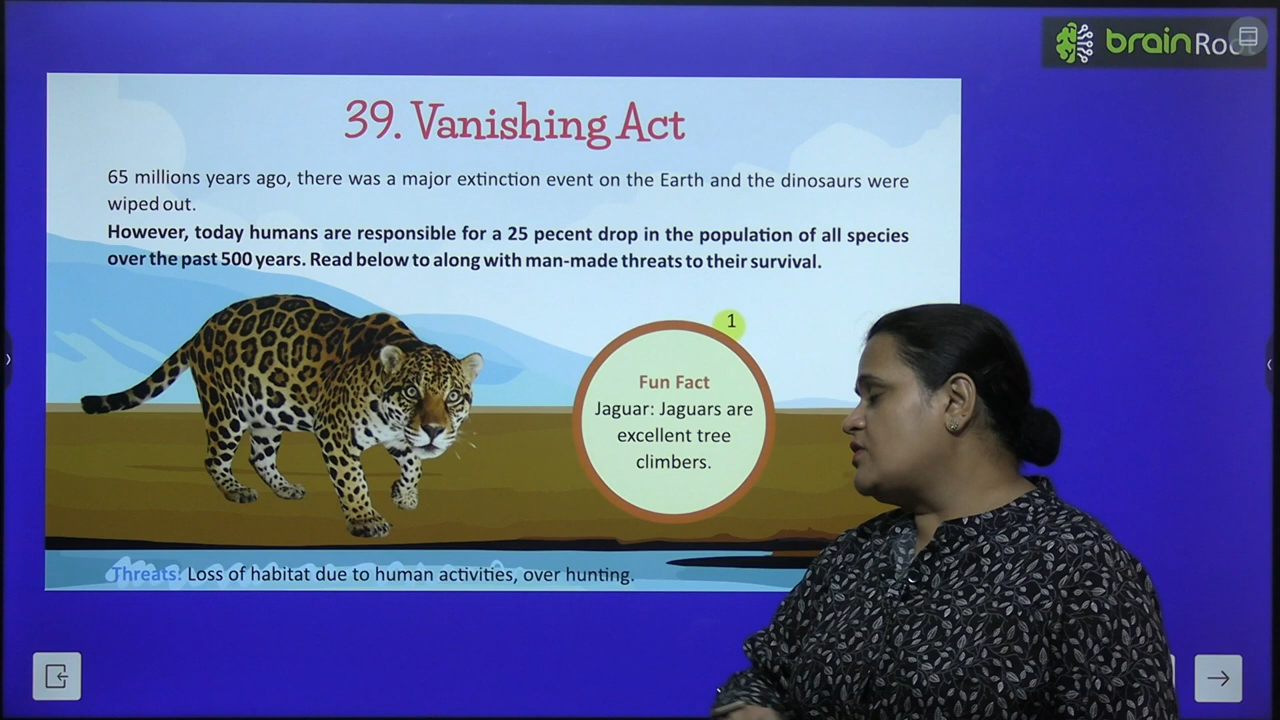 brainRoo
39. Vanishing Act
65 millions years ago, there was a major extinction event on the Earth and the dinosaurs were
wiped out.
However, today humans are responsible for a 25 pecent drop in the population of all species
over the past 500 years. Read below to along with man-made threats to their survival.
1
Fun Fact
Jaguar: Jaguars are
excellent tree
climbers.
Threats: Loss of habitat due to human activities, over hunting.